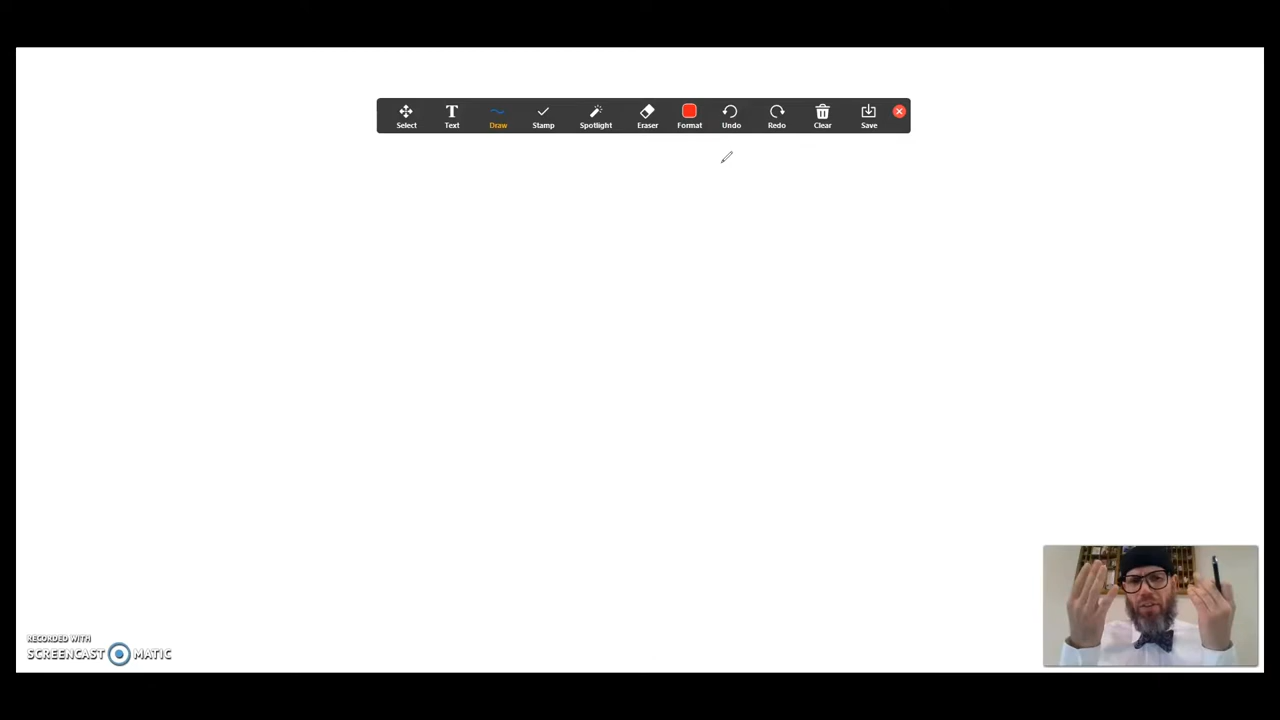 Select Text Draw Stamp Spotlight Eraser Format Undo Redo Clear Save
RECORDED WITH
SCREENCAST MATIC